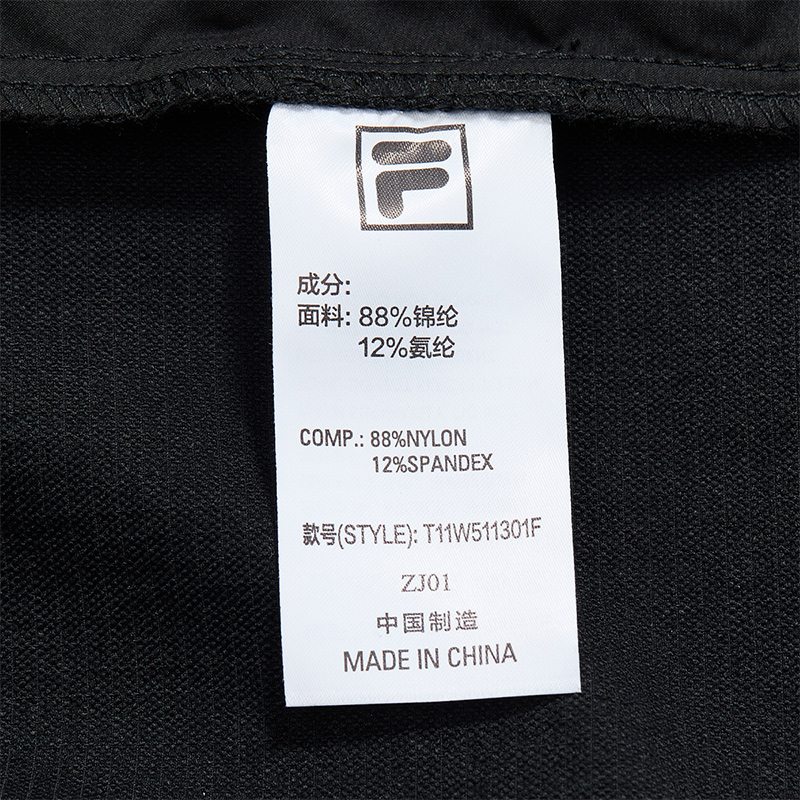 F
成分:
面料: 88%锦纶
12%氨纶
COMP.: 88%NYLON
12%SPANDEX
款号(STYLE): T11W511301F
ZJ01
中国制造
MADE IN CHINA